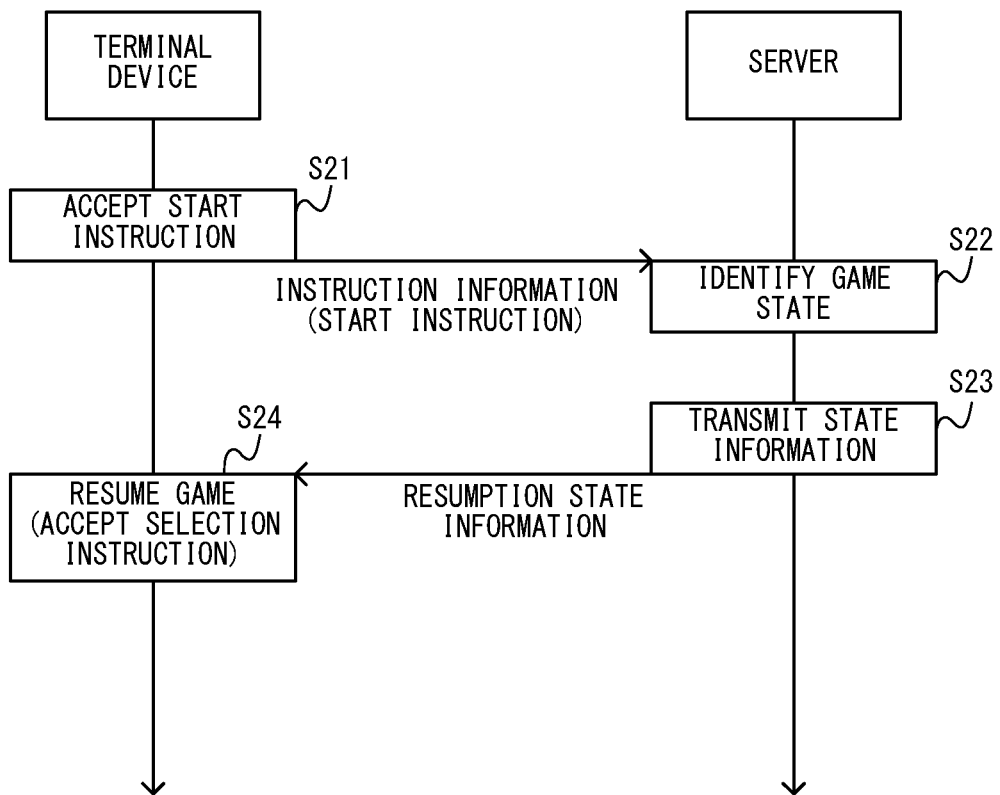 TERMINAL
DEVICE
SERVER
S21
ACCEPT START
INSTRUCTION
S22
INSTRUCTION INFORMATION
(START INSTRUCTION)
IDENTIFY GAME
STATE
S23
TRANSMIT STATE
INFORMATION
S24
RESUME GAME
(ACCEPT SELECTION
INSTRUCTION)
RESUMPTION STATE
INFORMATION